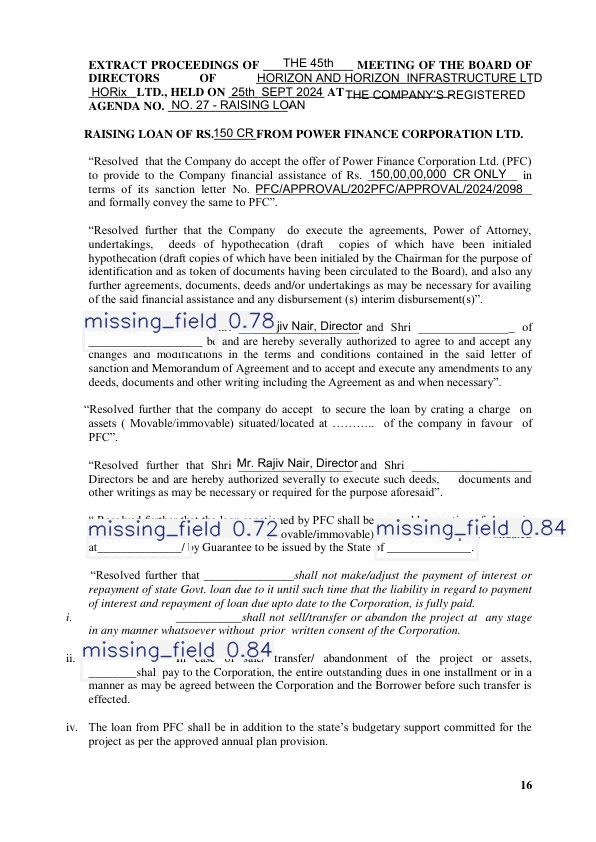 EXTRACT PROCEEDINGS OF THE 45th MEETING OF THE BOARD OF
DIRECTORS OF HORIZON AND HORIZON INFRASTRUCTURE LTD
HORix LTD., HELD ON 25th SEPT 2024 AT THE COMPANY'S REGISTERED
AGENDA NO. NO. 27 - RAISING LOAN
RAISING LOAN OF RS.150 CR FROM POWER FINANCE CORPORATION LTD.
“Resolved that the Company do accept the offer of Power Finance Corporation Ltd. (PFC)
to provide to the Company financial assistance of Rs. 150,00,00,000 CR ONLY in
terms of its sanction letter No. PFC/APPROVAL/202PFC/APPROVAL/2024/2098
and formally convey the same to PFC”.
“Resolved further that the Company do execute the agreements, Power of Attorney,
undertakings, deeds of hypothecation (draft copies of which have been initialed
hypothecation (draft copies of which have been initialed by the Chairman for the purpose of
identification and as token of documents having been circulated to the Board), and also any
further agreements, documents, deeds and/or undertakings as may be necessary for availing
of the said financial assistance and any disbursement (s) interim disbursement(s)”.
missing_field 0.78 jiv Nair, Director and Shri ________________ of
____________________ be and are hereby severally authorized to agree to and accept any
changes and modifications in the terms and conditions contained in the said letter of
sanction and Memorandum of Agreement and to accept and execute any amendments to any
deeds, documents and other writing including the Agreement as and when necessary”.
“Resolved further that the company do accept to secure the loan by crating a charge on
assets ( Movable/immovable) situated/located at ……….. of the company in favour of
PFC”.
“Resolved further that Shri Mr. Rajiv Nair, Director and Shri _____________________
Directors be and are hereby authorized severally to execute such deeds, documents and
other writings as may be necessary or required for the purpose aforesaid”.
ned by PFC shall be
missing_field 0.72 ovable/immovable) missing_field 0.84
at______________/ by Guarantee to be issued by the State of _______________.
“Resolved further that ________________shall not make/adjust the payment of interest or
repayment of state Govt. loan due to it until such time that the liability in regard to payment
of interest and repayment of loan due upto date to the Corporation, is fully paid.
i. ___________shall not sell/transfer or abandon the project at any stage
in any manner whatsoever without prior written consent of the Corporation.
missing_field 0.84
ii. In case of sale/ transfer/ abandonment of the project or assets,
________shal pay to the Corporation, the entire outstanding dues in one installment or in a
manner as may be agreed between the Corporation and the Borrower before such transfer is
effected.
iv. The loan from PFC shall be in addition to the state’s budgetary support committed for the
project as per the approved annual plan provision.
16